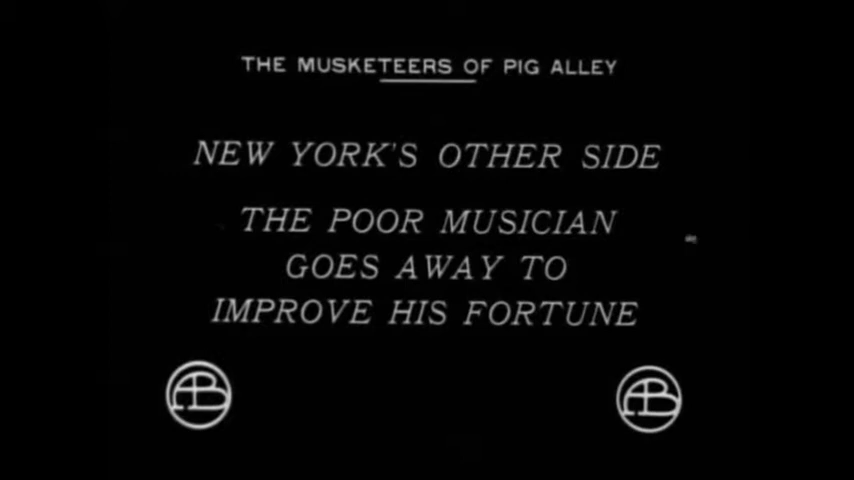 THE MUSKETEERS OF PIG ALLEY
NEW YORK'S OTHER SIDE
THE POOR MUSICIAN
GOES AWAY TO
IMPROVE HIS FORTUNE
AB AB